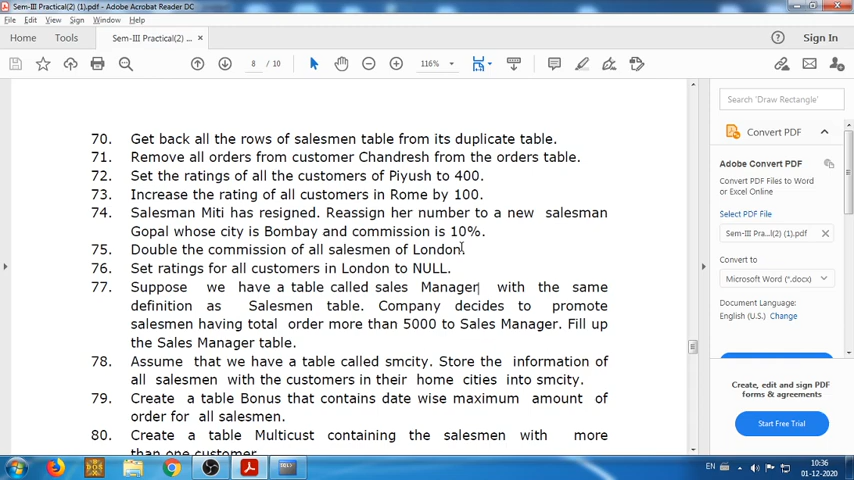 Sem-III Practical(2) (1).pdf - Adobe Acrobat Reader DC
File Edit View Sign Window Help
Home Tools Sem-III Practical(2) ... × Sign In
8 / 10 116%
70. Get back all the rows of salesmen table from its duplicate table.
71. Remove all orders from customer Chandresh from the orders table.
72. Set the ratings of all the customers of Piyush to 400.
73. Increase the rating of all customers in Rome by 100.
74. Salesman Miti has resigned. Reassign her number to a new salesman
Gopal whose city is Bombay and commission is 10%.
75. Double the commission of all salesmen of London.
76. Set ratings for all customers in London to NULL.
77. Suppose we have a table called sales Manager with the same
definition as Salesmen table. Company decides to promote
salesmen having total order more than 5000 to Sales Manager. Fill up
the Sales Manager table.
78. Assume that we have a table called smcity. Store the information of
all salesmen with the customers in their home cities into smcity.
79. Create a table Bonus that contains date wise maximum amount of
order for all salesmen.
80. Create a table Multicust containing the salesmen with more
than one customer.
Search 'Draw Rectangle'
Convert PDF
Adobe Convert PDF
Convert PDF Files to Word
or Excel Online
Select PDF File
Sem-III Pra...l(2) (1).pdf ×
Convert to
Microsoft Word (*.docx)
Document Language:
English (U.S.) Change
Create, edit and sign PDF
forms & agreements
Start Free Trial
DOS
EN
10:36
01-12-2020